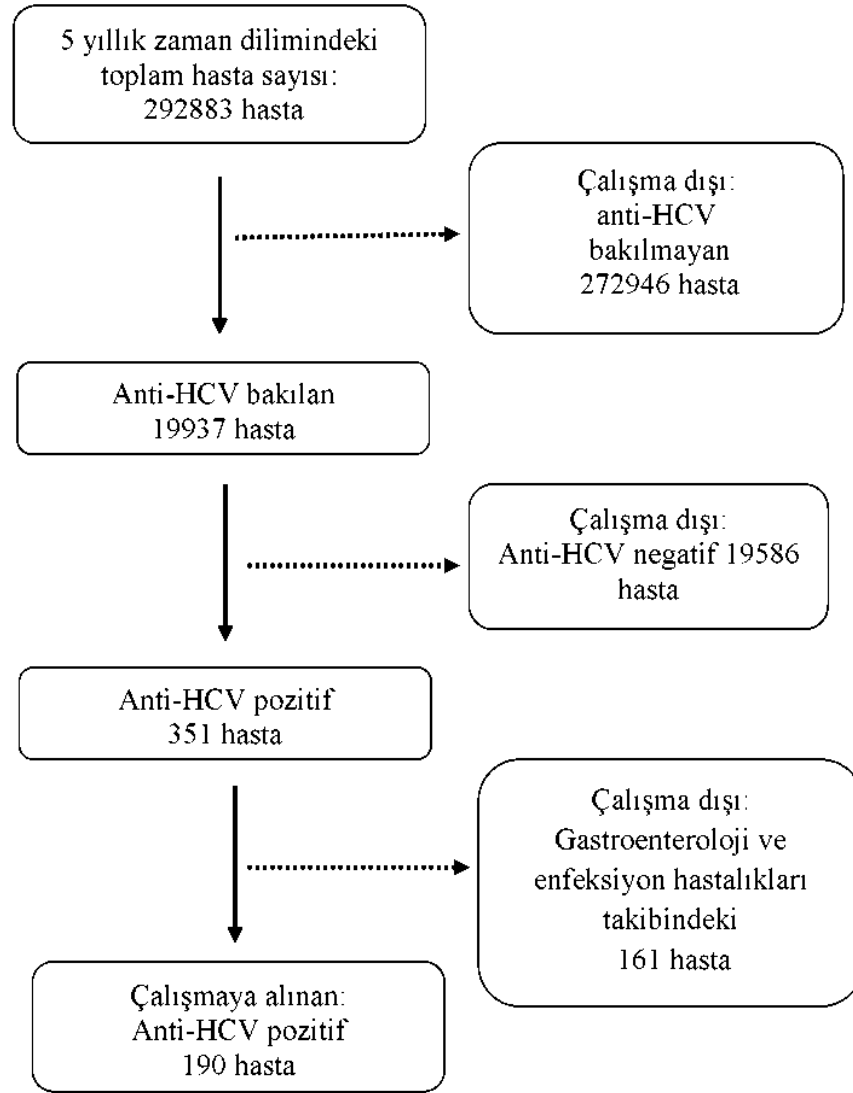 5 yıllık zaman dilimindeki
toplam hasta sayısı:
292883 hasta
Çalışma dışı:
anti-HCV
bakılmayan
272946 hasta
Anti-HCV bakılan
19937 hasta
Çalışma dışı:
Anti-HCV negatif 19586
hasta
Anti-HCV pozitif
351 hasta
Çalışma dışı:
Gastroenteroloji ve
enfeksiyon hastalıkları
takibindeki
161 hasta
Çalışmaya alınan:
Anti-HCV pozitif
190 hasta